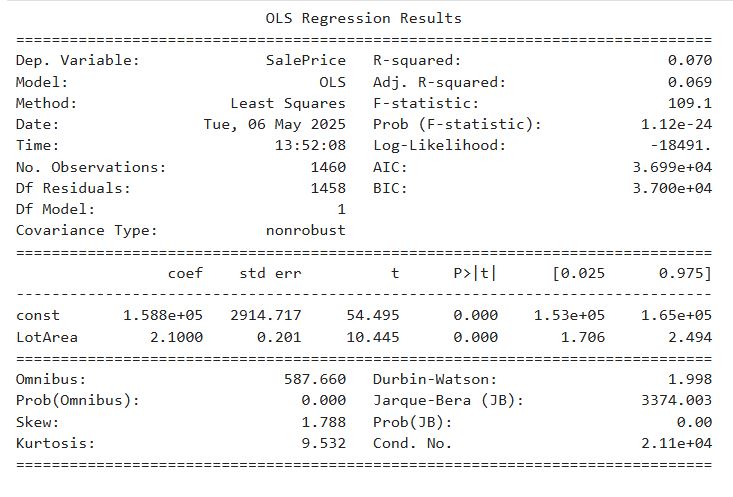 OLS Regression Results
==============================================================================
Dep. Variable:              SalePrice   R-squared:                       0.070
Model:                            OLS   Adj. R-squared:                  0.069
Method:                 Least Squares   F-statistic:                     109.1
Date:                Tue, 06 May 2025   Prob (F-statistic):           1.12e-24
Time:                        13:52:08   Log-Likelihood:                -18491.
No. Observations:                1460   AIC:                         3.699e+04
Df Residuals:                    1458   BIC:                         3.700e+04
Df Model:                           1
Covariance Type:            nonrobust
==============================================================================
                 coef    std err          t      P>|t|      [0.025      0.975]
------------------------------------------------------------------------------
const       1.588e+05   2914.717     54.495      0.000    1.53e+05    1.65e+05
LotArea        2.1000      0.201     10.445      0.000       1.706       2.494
==============================================================================
Omnibus:                      587.660   Durbin-Watson:                   1.998
Prob(Omnibus):                  0.000   Jarque-Bera (JB):             3374.003
Skew:                           1.788   Prob(JB):                         0.00
Kurtosis:                       9.532   Cond. No.                     2.11e+04
==============================================================================